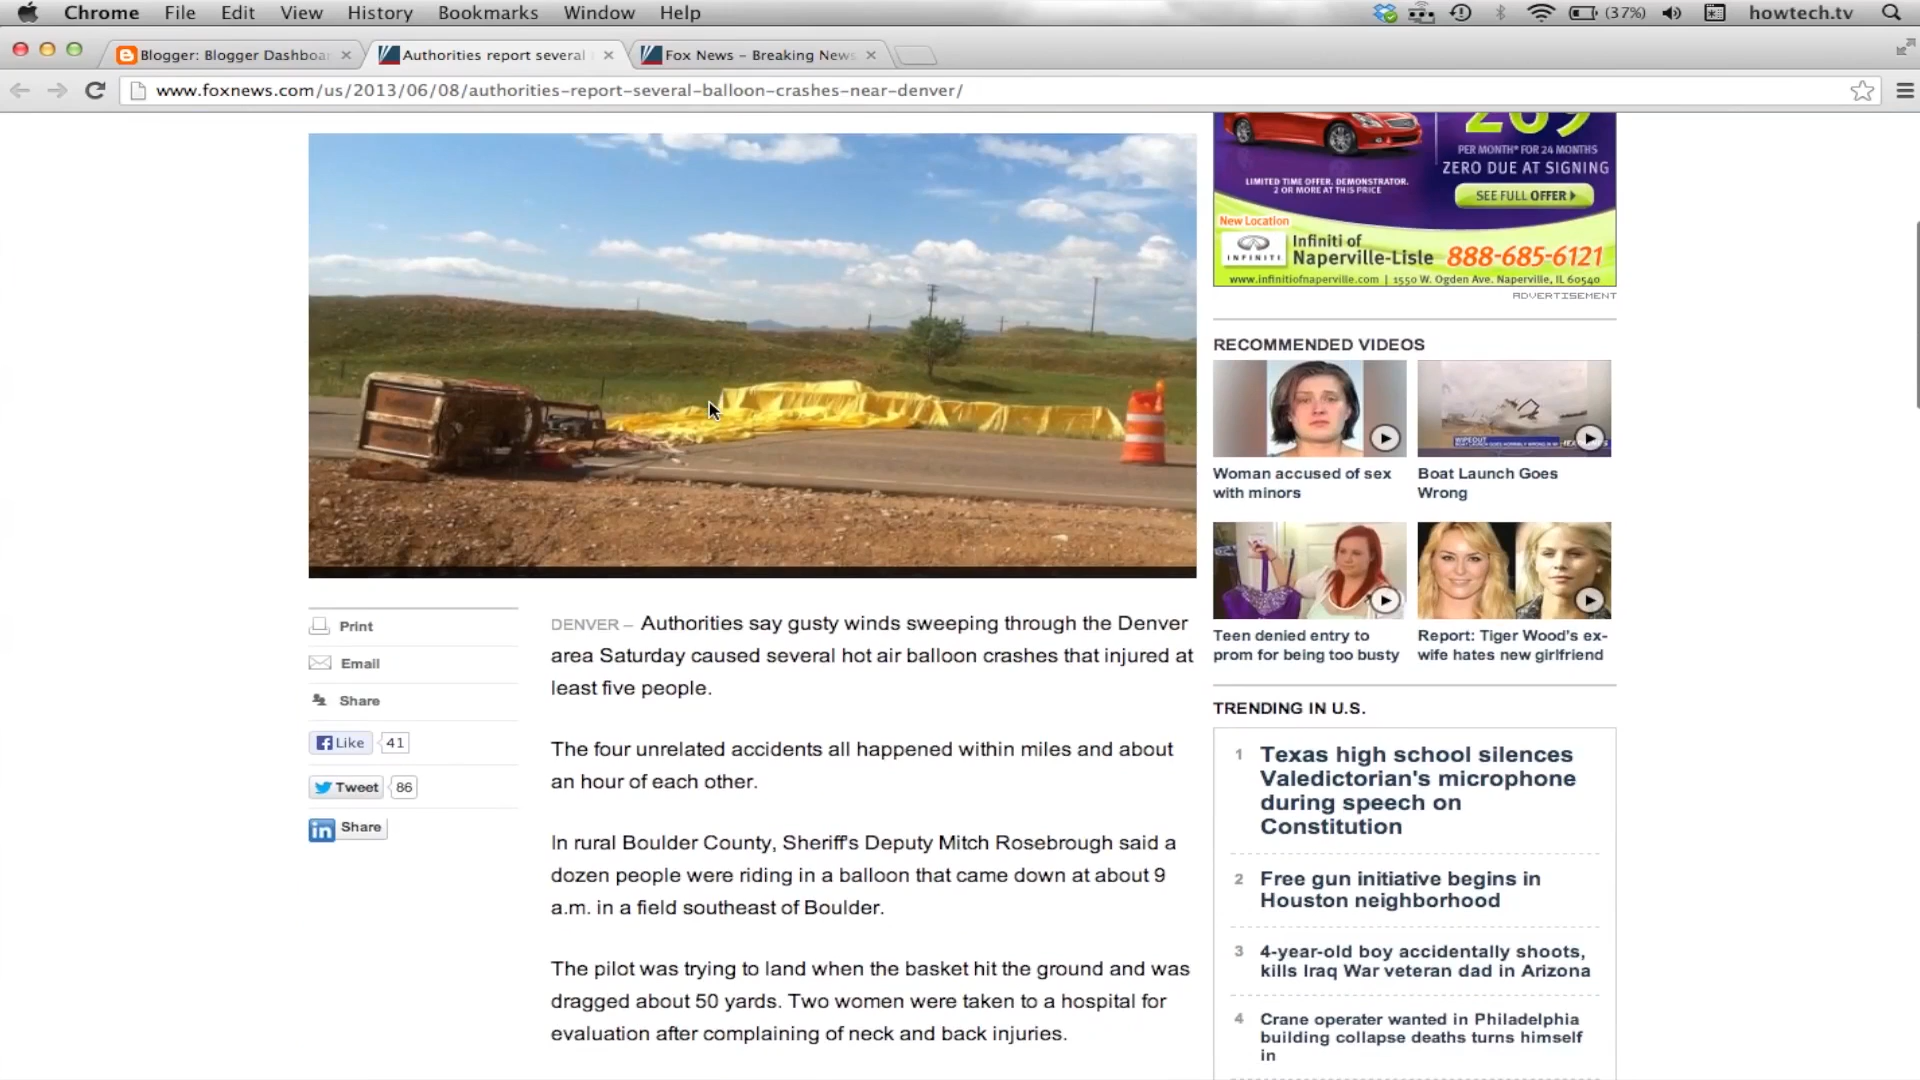 Chrome File Edit View History Bookmarks Window Help (37%) howtech.tv
Blogger: Blogger Dashboar Authorities report several Fox News – Breaking News
www.foxnews.com/us/2013/06/08/authorities-report-several-balloon-crashes-near-denver/
PER MONTH* FOR 24 MONTHS
ZERO DUE AT SIGNING
LIMITED TIME OFFER. DEMONSTRATOR.
2 OR MORE AT THIS PRICE
SEE FULL OFFER
New Location
INFINITI
Infiniti of
Naperville-Lisle 888-685-6121
www.infinitiofnaperville.com | 1550 W. Ogden Ave. Naperville, IL 60540
ADVERTISEMENT
RECOMMENDED VIDEOS
WIPEOUT
Woman accused of sex
with minors
Boat Launch Goes
Wrong
Teen denied entry to
prom for being too busty
Report: Tiger Wood's ex-
wife hates new girlfriend
Print
Email
Share
Like 41
Tweet 86
in Share
DENVER – Authorities say gusty winds sweeping through the Denver
area Saturday caused several hot air balloon crashes that injured at
least five people.
The four unrelated accidents all happened within miles and about
an hour of each other.
In rural Boulder County, Sheriff's Deputy Mitch Rosebrough said a
dozen people were riding in a balloon that came down at about 9
a.m. in a field southeast of Boulder.
The pilot was trying to land when the basket hit the ground and was
dragged about 50 yards. Two women were taken to a hospital for
evaluation after complaining of neck and back injuries.
TRENDING IN U.S.
1 Texas high school silences
Valedictorian's microphone
during speech on
Constitution
2 Free gun initiative begins in
Houston neighborhood
3 4-year-old boy accidentally shoots,
kills Iraq War veteran dad in Arizona
4 Crane operator wanted in Philadelphia
building collapse deaths turns himself
in